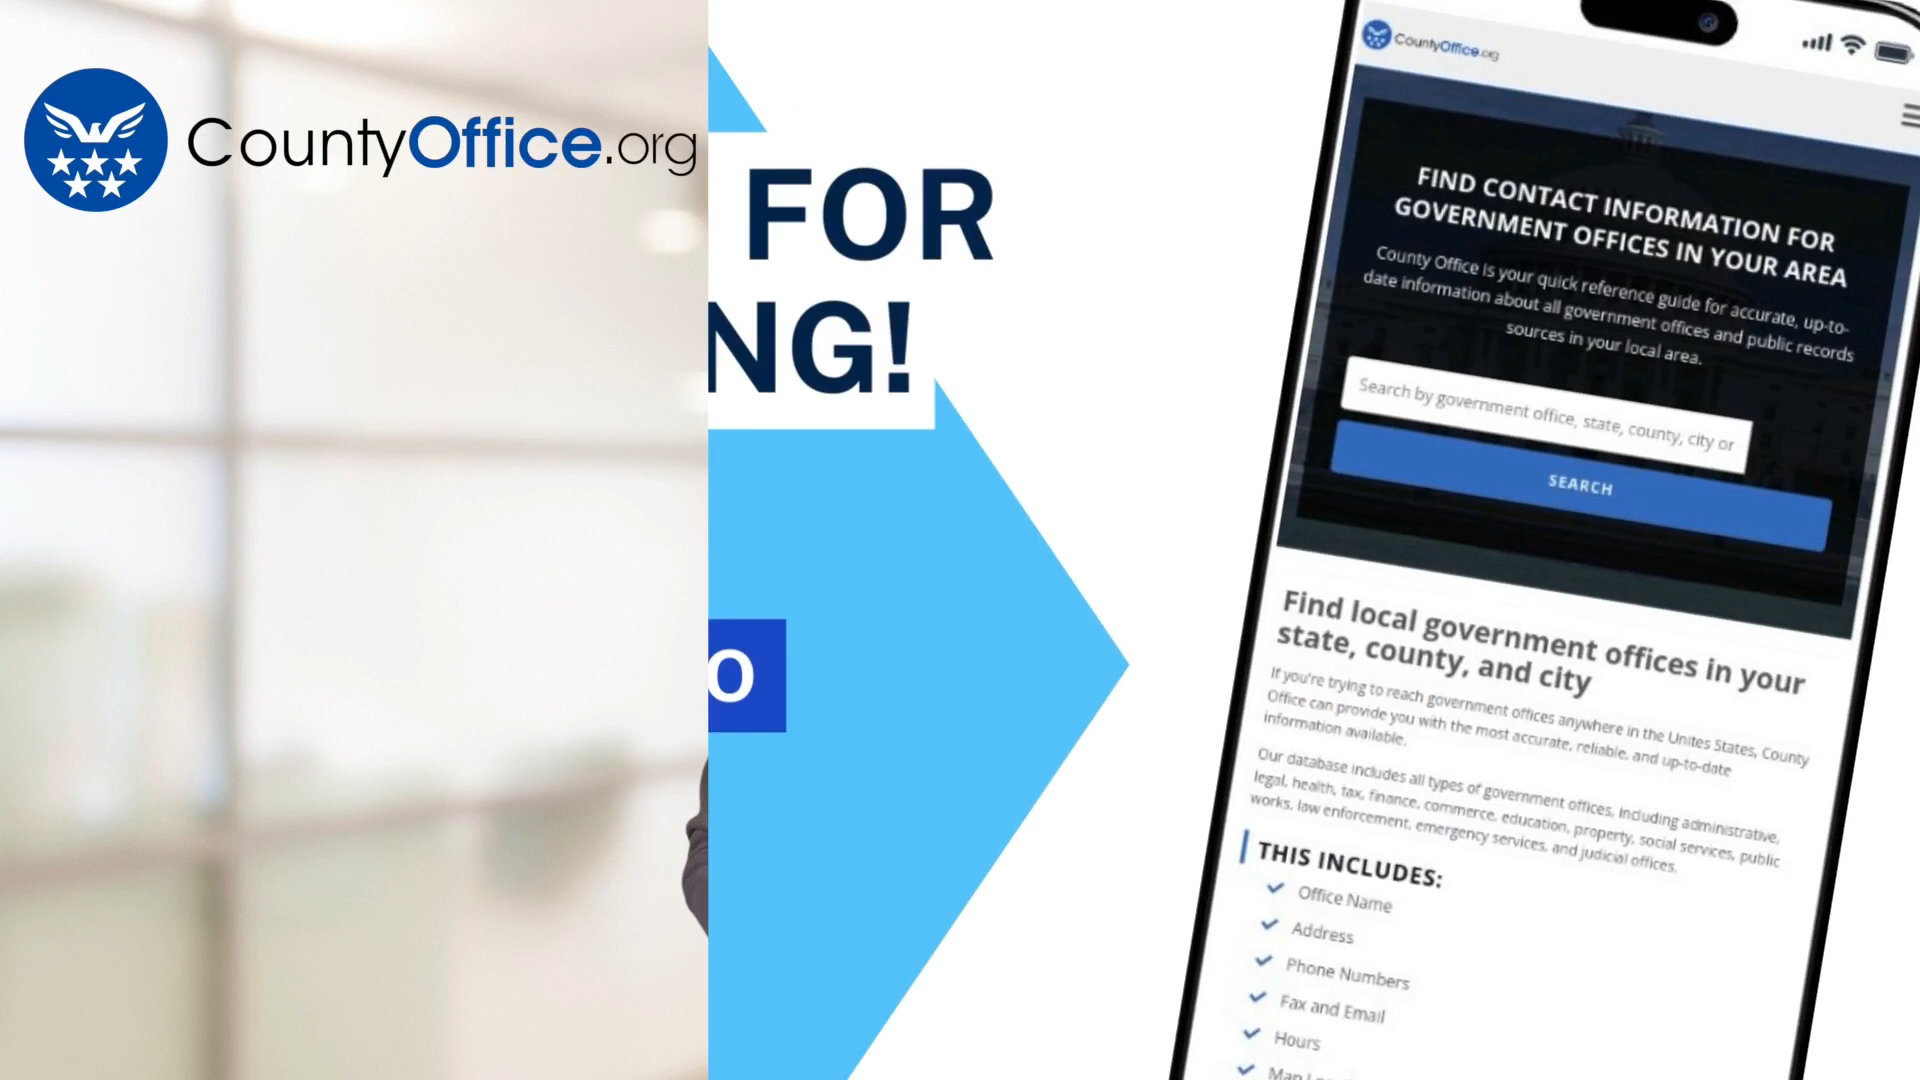 CountyOffice.org
FOR
NG!
O
CountyOffice.org
FIND CONTACT INFORMATION FOR
GOVERNMENT OFFICES IN YOUR AREA
County Office is your quick reference guide for accurate, up-to-
date information about all government offices and public records
sources in your local area.
Search by government office, state, county, city or
SEARCH
Find local government offices in your
state, county, and city
If you're trying to reach government offices anywhere in the Unites States, County
Office can provide you with the most accurate, reliable, and up-to-date
information available.
Our database includes all types of government offices, including administrative,
legal, health, tax, finance, commerce, education, property, social services, public
works, law enforcement, emergency services, and judicial offices.
THIS INCLUDES:
Office Name
Address
Phone Numbers
Fax and Email
Hours
Map